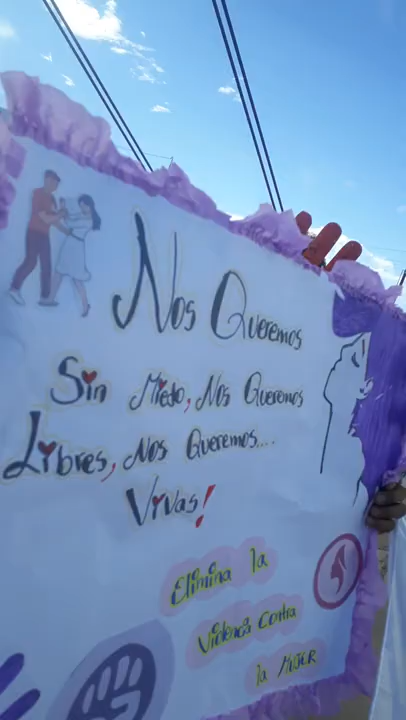 Nos Queremos
Sin Miedo, Nos Queremos
Libres, Nos Queremos...
Vivas!
Elimina la
Violencia Contra
la MUJER